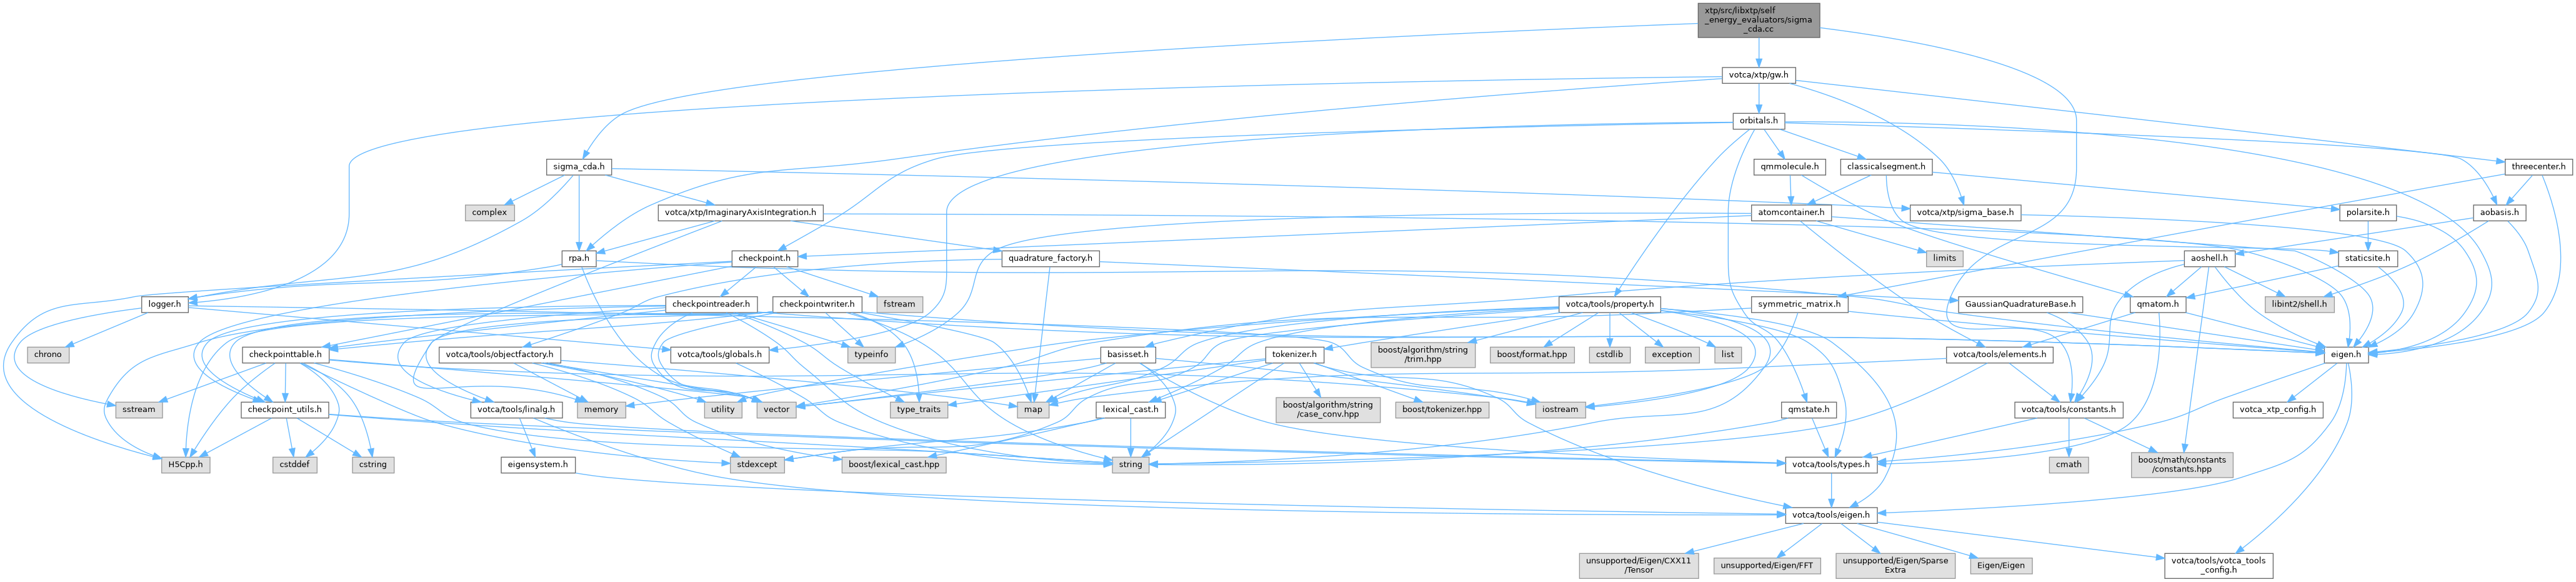 xtp/src/libxtp/self
_energy_evaluators/sigma
_cda.cc
votca/xtp/gw.h
orbitals.h
sigma_cda.h
qmmolecule.h
classicalsegment.h
threecenter.h
complex
votca/xtp/ImaginaryAxisIntegration.h
atomcontainer.h
votca/xtp/sigma_base.h
polarsite.h
aobasis.h
rpa.h
checkpoint.h
quadrature_factory.h
limits
aoshell.h
staticsite.h
logger.h
checkpointreader.h
checkpointwriter.h
fstream
votca/tools/property.h
symmetric_matrix.h
GaussianQuadratureBase.h
qmatom.h
libint2/shell.h
chrono
checkpointtable.h
votca/tools/objectfactory.h
votca/tools/globals.h
typeinfo
basisset.h
tokenizer.h
boost/algorithm/string
/trim.hpp
boost/format.hpp
cstdlib
exception
list
votca/tools/elements.h
eigen.h
sstream
checkpoint_utils.h
votca/tools/linalg.h
memory
utility
vector
type_traits
map
lexical_cast.h
boost/algorithm/string
/case_conv.hpp
boost/tokenizer.hpp
iostream
qmstate.h
votca/tools/constants.h
votca_xtp_config.h
H5Cpp.h
cstddef
cstring
eigensystem.h
stdexcept
boost/lexical_cast.hpp
string
votca/tools/types.h
cmath
boost/math/constants
/constants.hpp
votca/tools/eigen.h
unsupported/Eigen/CXX11
/Tensor
unsupported/Eigen/FFT
unsupported/Eigen/Sparse
Extra
Eigen/Eigen
votca/tools/votca_tools
_config.h